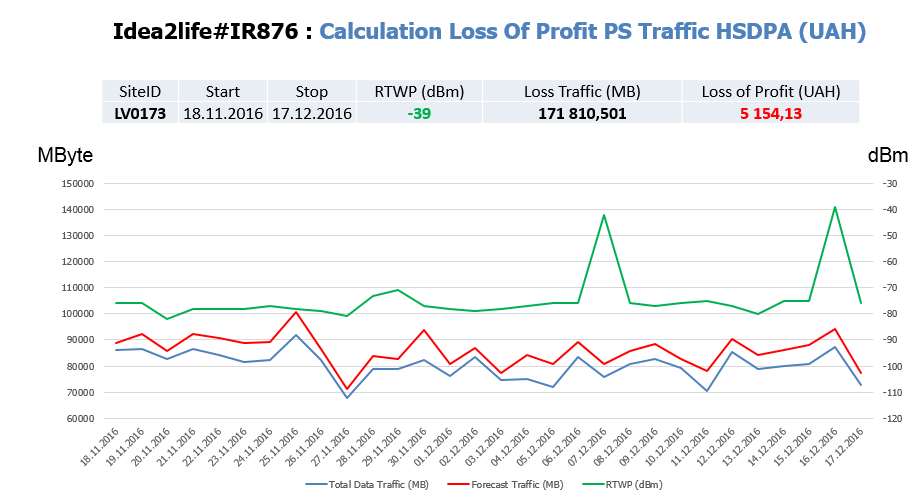 Idea2life#IR876 : Calculation Loss Of Profit PS Traffic HSDPA (UAH)
SiteID Start Stop RTWP (dBm) Loss Traffic (MB) Loss of Profit (UAH)
LV0173 18.11.2016 17.12.2016 -39 171 810,501 5 154,13
MByte dBm
150000 -30
140000 -40
130000 -50
120000 -60
110000 -70
100000 -80
90000 -90
80000 -100
70000 -110
60000 -120
18.11.2016 19.11.2016 20.11.2016 21.11.2016 22.11.2016 23.11.2016 24.11.2016 25.11.2016 26.11.2016 27.11.2016 28.11.2016 29.11.2016 30.11.2016 01.12.2016 02.12.2016 03.12.2016 04.12.2016 05.12.2016 06.12.2016 07.12.2016 08.12.2016 09.12.2016 10.12.2016 11.12.2016 12.12.2016 13.12.2016 14.12.2016 15.12.2016 16.12.2016 17.12.2016
Total Data Traffic (MB) Forecast Traffic (MB) RTWP (dBm)